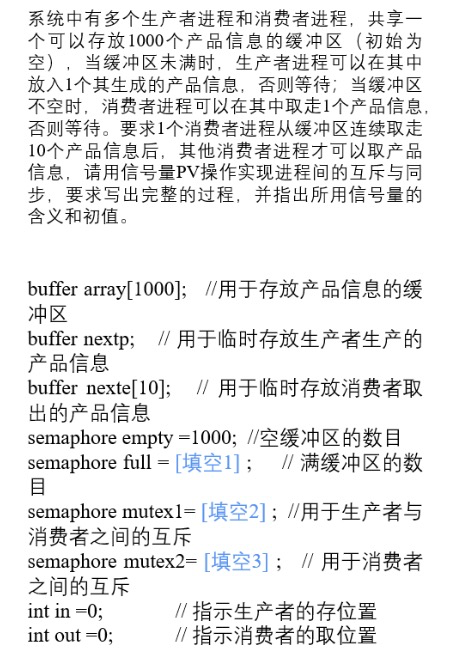 系统中有多个生产者进程和消费者进程，共享一
个可以存放1000个产品信息的缓冲区（初始为
空），当缓冲区未满时，生产者进程可以在其中
放入1个其生成的产品信息，否则等待；当缓冲区
不空时，消费者进程可以在其中取走1个产品信息，
否则等待。要求1个消费者进程从缓冲区连续取走
10个产品信息后，其他消费者进程才可以取产品
信息，请用信号量PV操作实现进程间的互斥与同
步，要求写出完整的过程，并指出所用信号量的
含义和初值。
buffer array[1000]; //用于存放产品信息的缓
冲区
buffer nextp; // 用于临时存放生产者生产的
产品信息
buffer nexte[10]; // 用于临时存放消费者取
出的产品信息
semaphore empty =1000; //空缓冲区的数目
semaphore full = [填空1] ; // 满缓冲区的数
目
semaphore mutex1= [填空2] ; //用于生产者与
消费者之间的互斥
semaphore mutex2= [填空3] ; // 用于消费者
之间的互斥
int in =0; // 指示生产者的存位置
int out =0; // 指示消费者的取位置